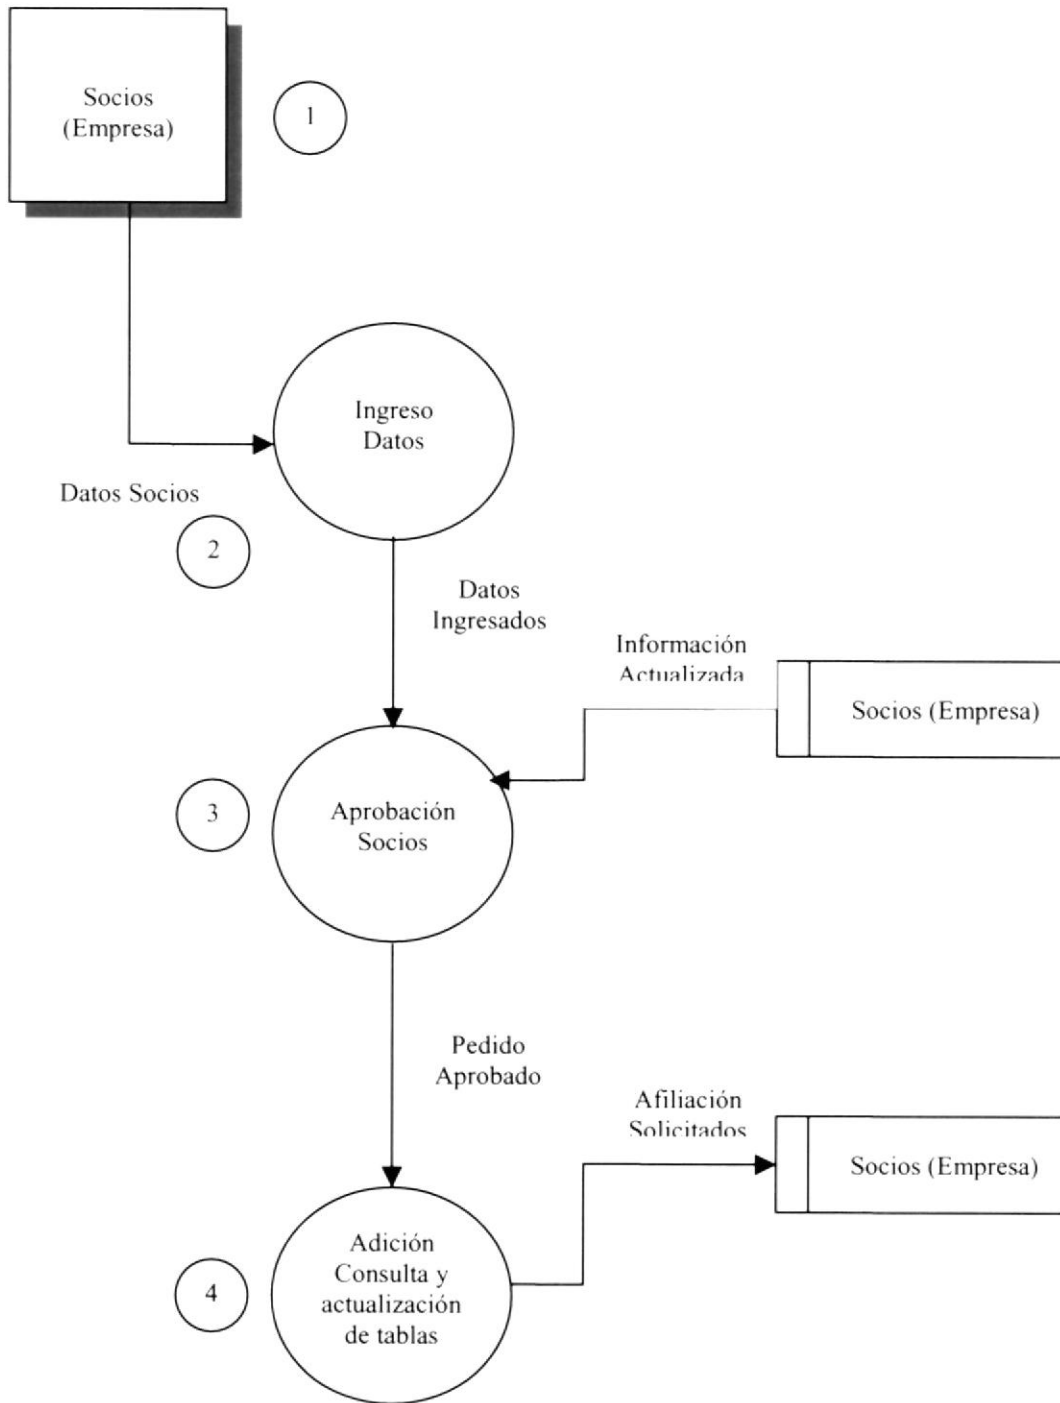 Socios
(Empresa)
1
Ingreso
Datos
Datos Socios
2
Datos
Ingresados
Información
Actualizada
Socios (Empresa)
3
Aprobación
Socios
Pedido
Aprobado
Afiliación
Solicitados
Socios (Empresa)
4
Adición
Consulta y
actualización
de tablas